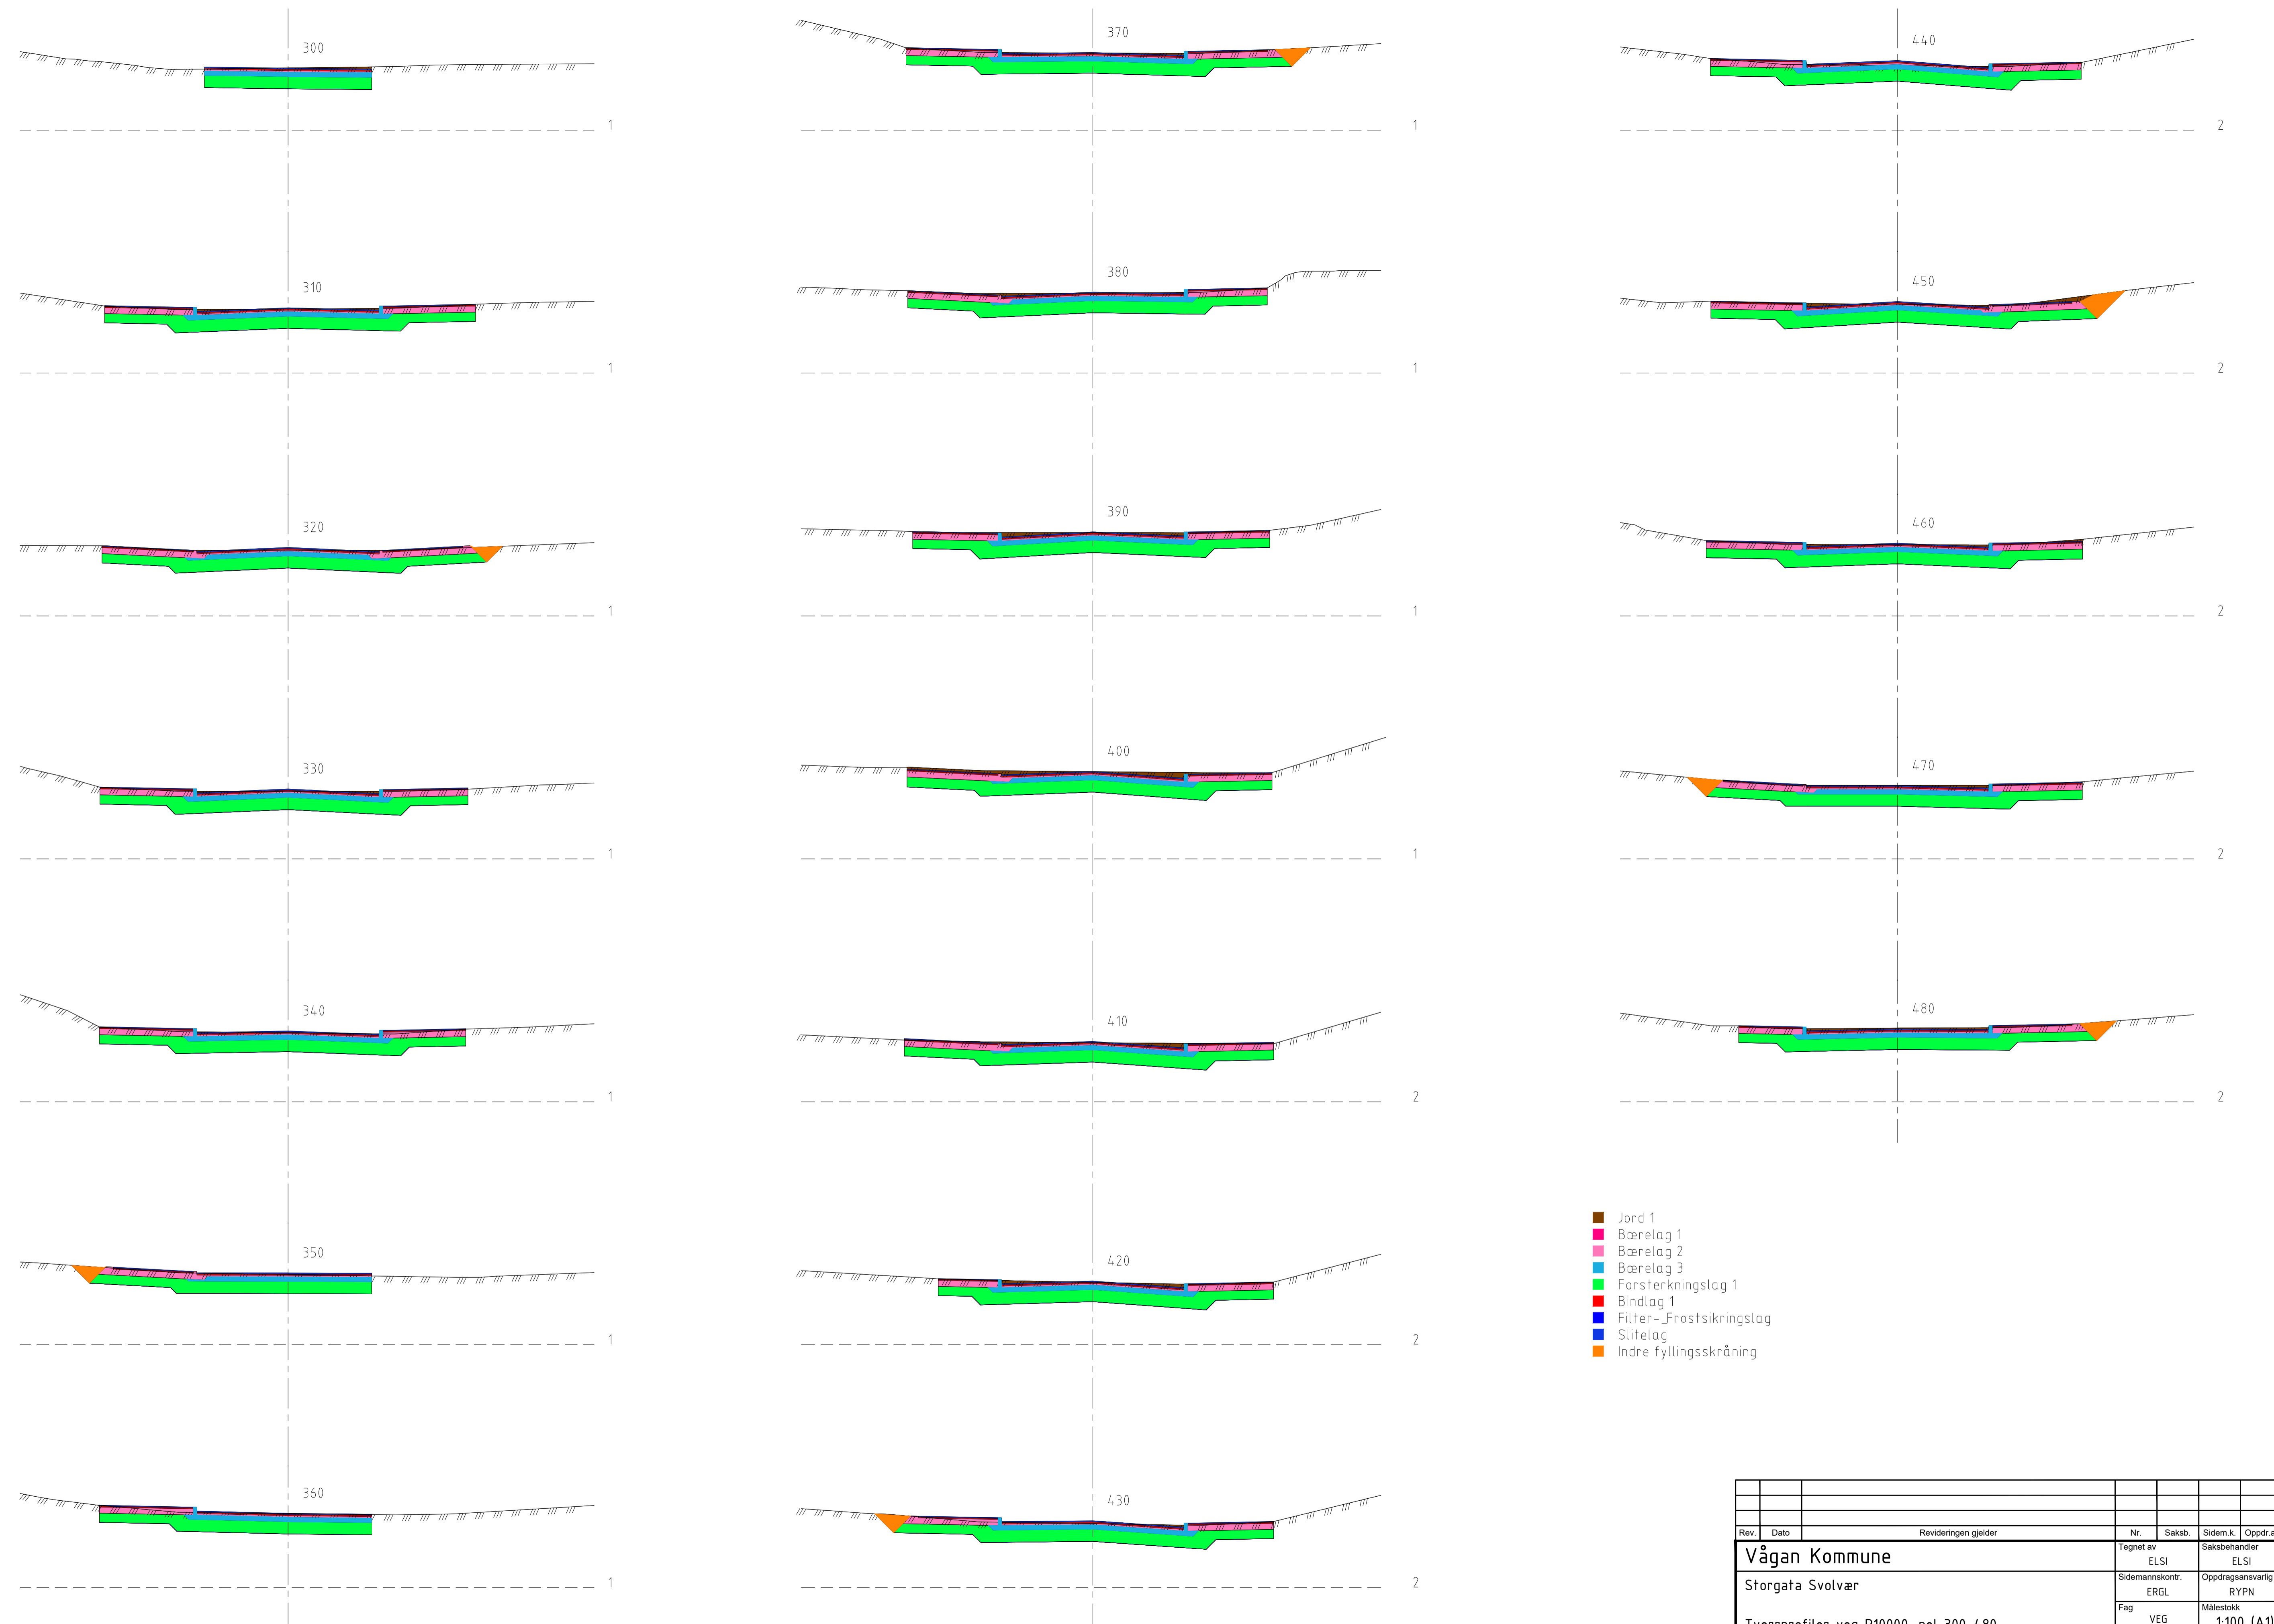 300
1
310
1
320
1
330
1
340
1
350
1
360
1
370
1
380
1
390
1
400
1
410
2
420
2
430
2
440
2
450
2
460
2
470
2
480
2
Jord 1
Bærelag 1
Bærelag 2
Bærelag 3
Forsterkningslag 1
Bindlag 1
Filter-_Frostsikringslag
Slitelag
Indre fyllingsskråning
Rev. Dato Revideringen gjelder Nr. Saksb. Sidem.k.
Vågan Kommune
Tegnet av Saksbehandler
ELSI ELSI
Storgata Svolvær
Sidemannskontr. Oppdragsansvarlig
ERGL RYPN
Fag Målestokk
VEG 1:100 (A1)